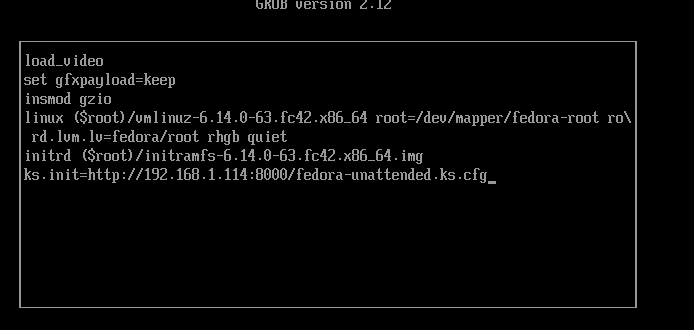 GRUB version 2.12
load_video
set gfxpayload=keep
insmod gzio
linux ($root)/vmlinuz-6.14.0-63.fc42.x86_64 root=/dev/mapper/fedora-root ro\
rd.lvm.lv=fedora/root rhgb quiet
initrd ($root)/initramfs-6.14.0-63.fc42.x86_64.img
ks.init=http://192.168.1.114:8000/fedora-unattended.ks.cfg_